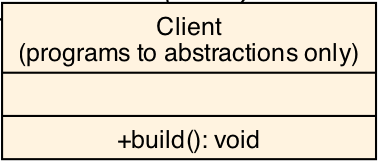 Client
(programs to abstractions only)
+build(): void